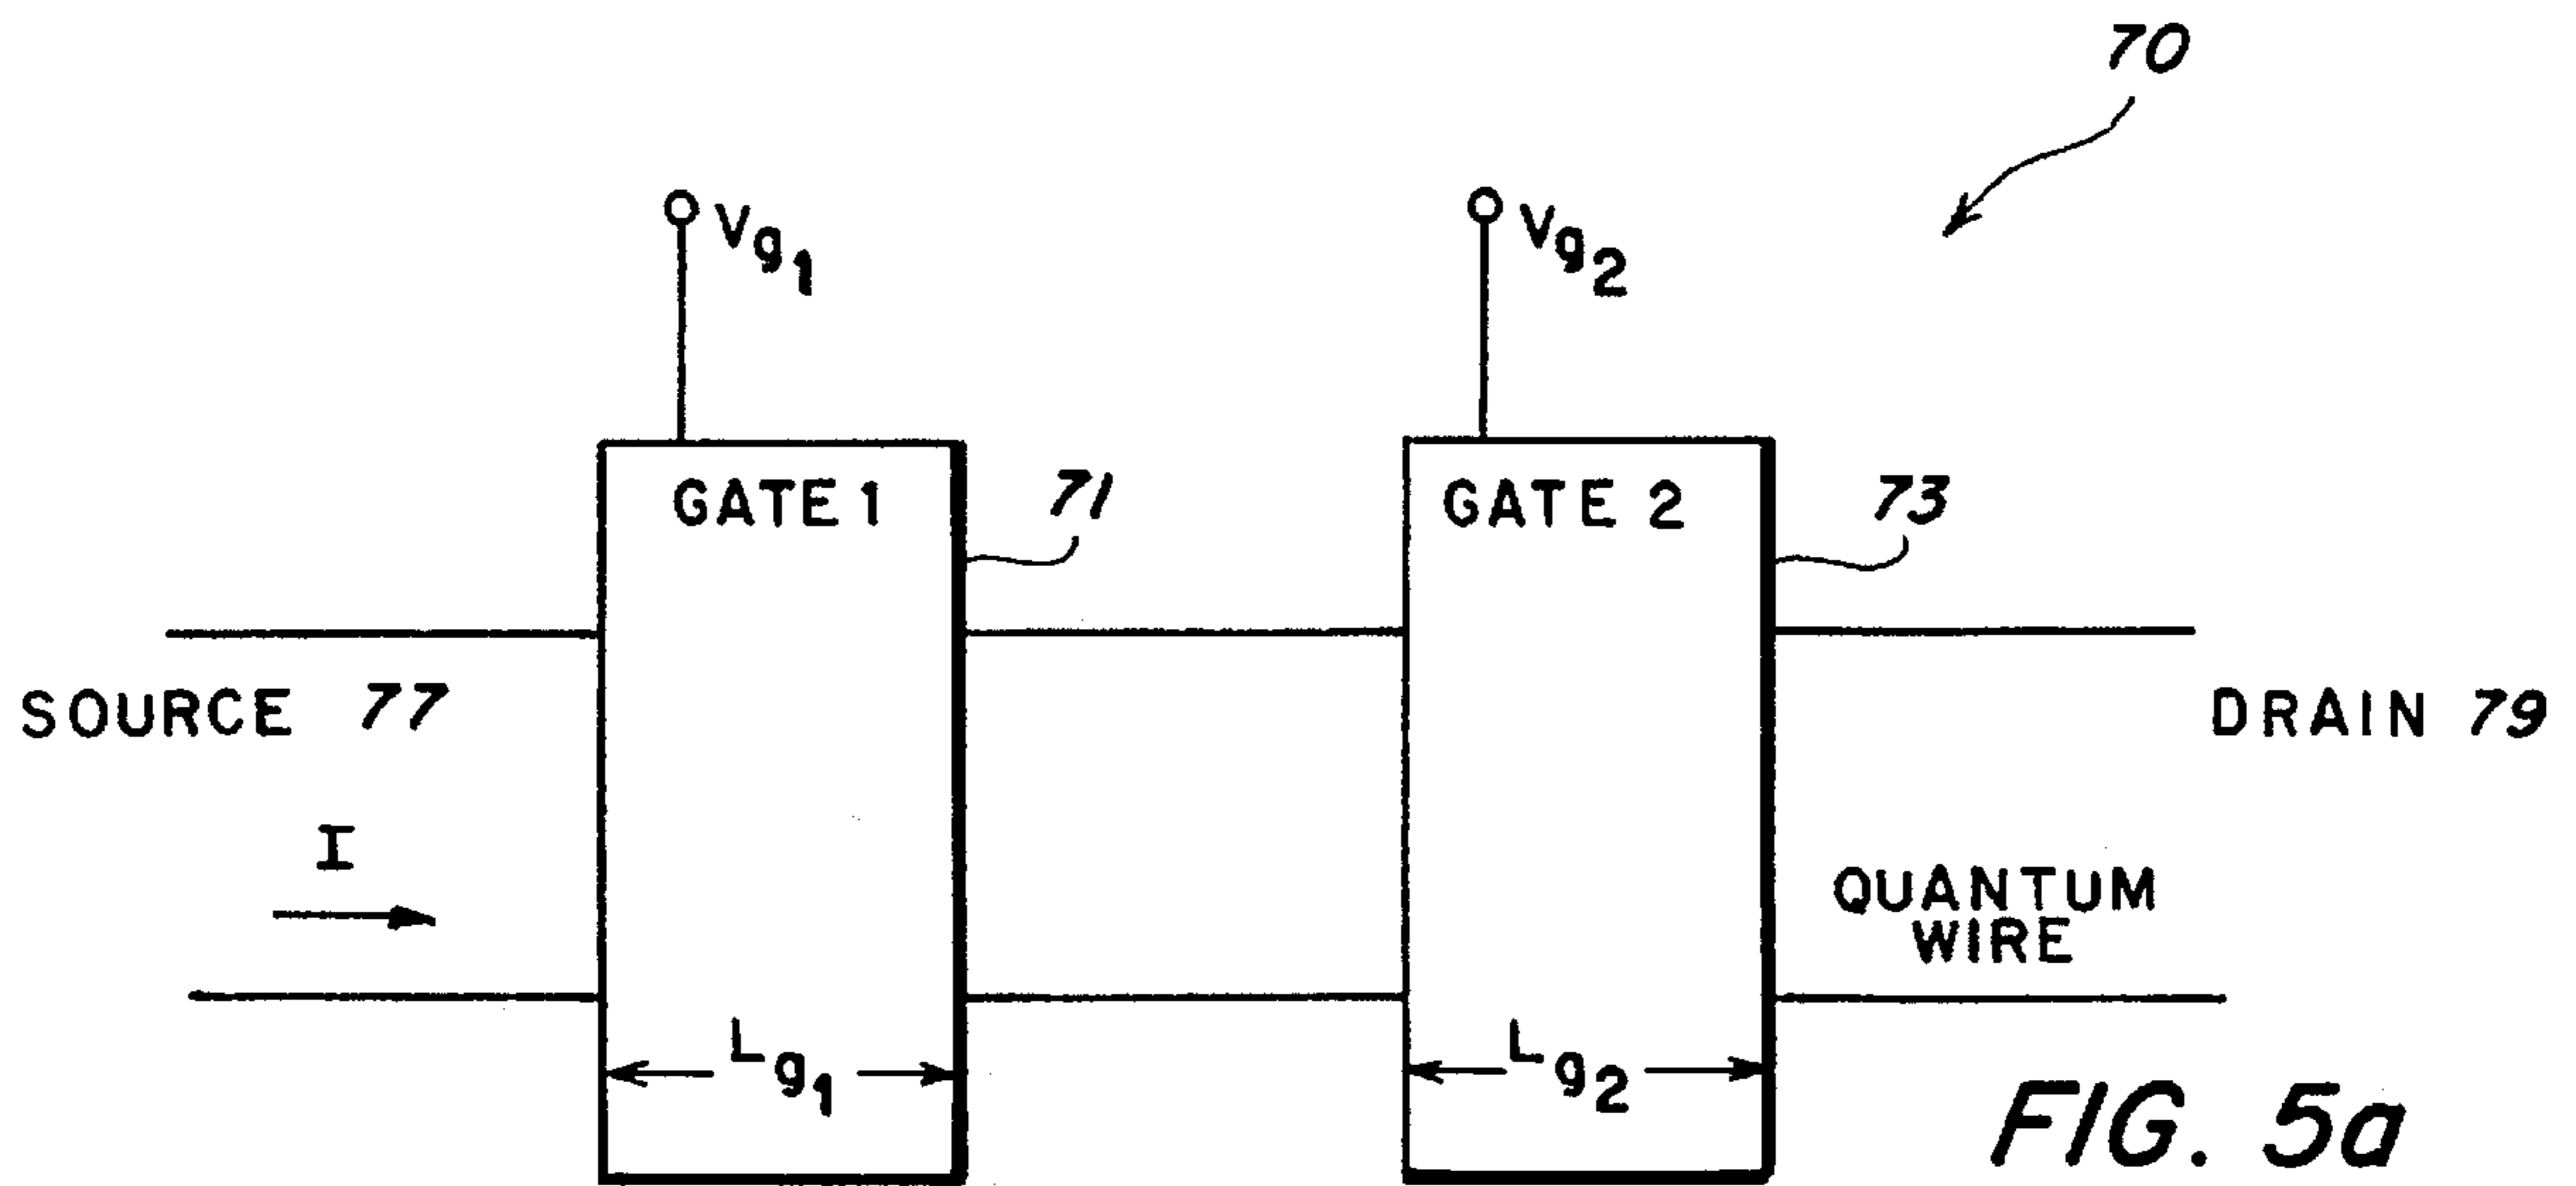 70
Vg1
Vg2
GATE 1
71
GATE 2
73
SOURCE 77
DRAIN 79
I
QUANTUM
WIRE
Lg1
Lg2
FIG. 5a